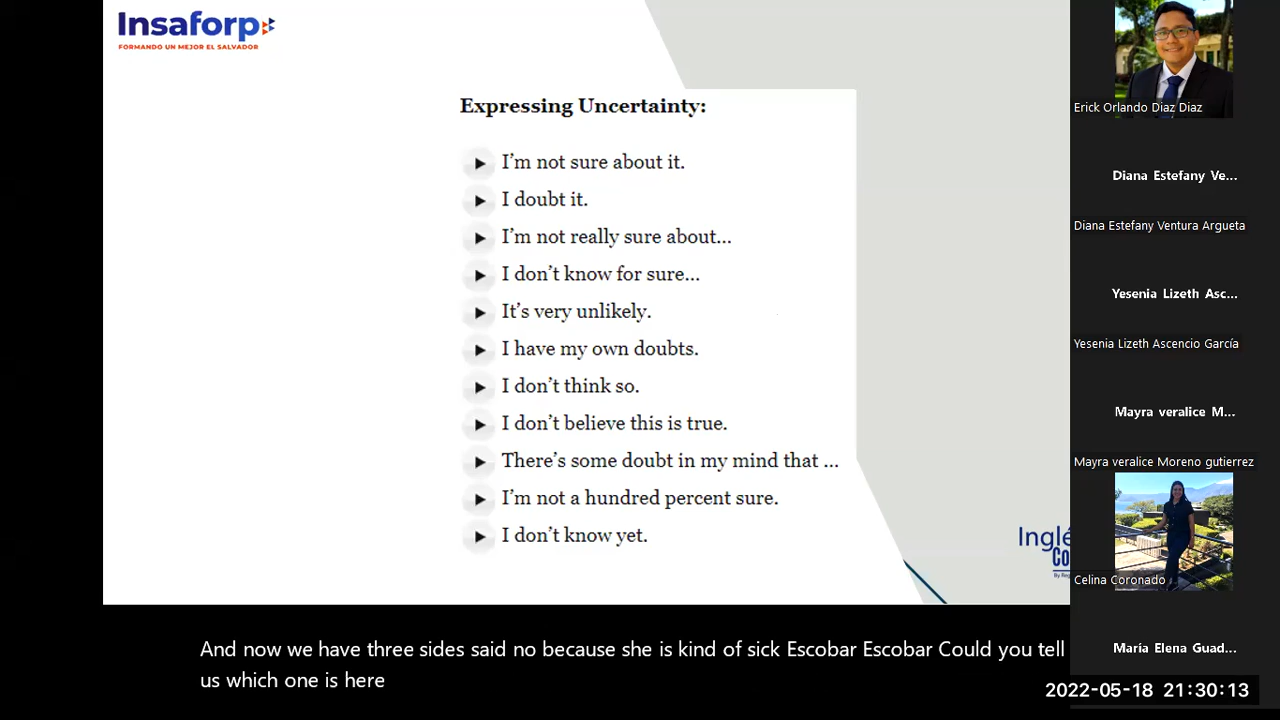 Insaforp
FORMANDO UN MEJOR EL SALVADOR
Expressing Uncertainty:
I'm not sure about it.
I doubt it.
I'm not really sure about...
I don't know for sure...
It's very unlikely.
I have my own doubts.
I don't think so.
I don't believe this is true.
There's some doubt in my mind that ...
I'm not a hundred percent sure.
I don't know yet.
Inglé
Co
Erick Orlando Diaz Diaz
Diana Estefany Ve...
Diana Estefany Ventura Argueta
Yesenia Lizeth Asc...
Yesenia Lizeth Ascencio García
Mayra veralice M...
Mayra veralice Moreno gutierrez
Celina Coronado
María Elena Guad...
And now we have three sides said no because she is kind of sick Escobar Escobar Could you tell
us which one is here
2022-05-18 21:30:13